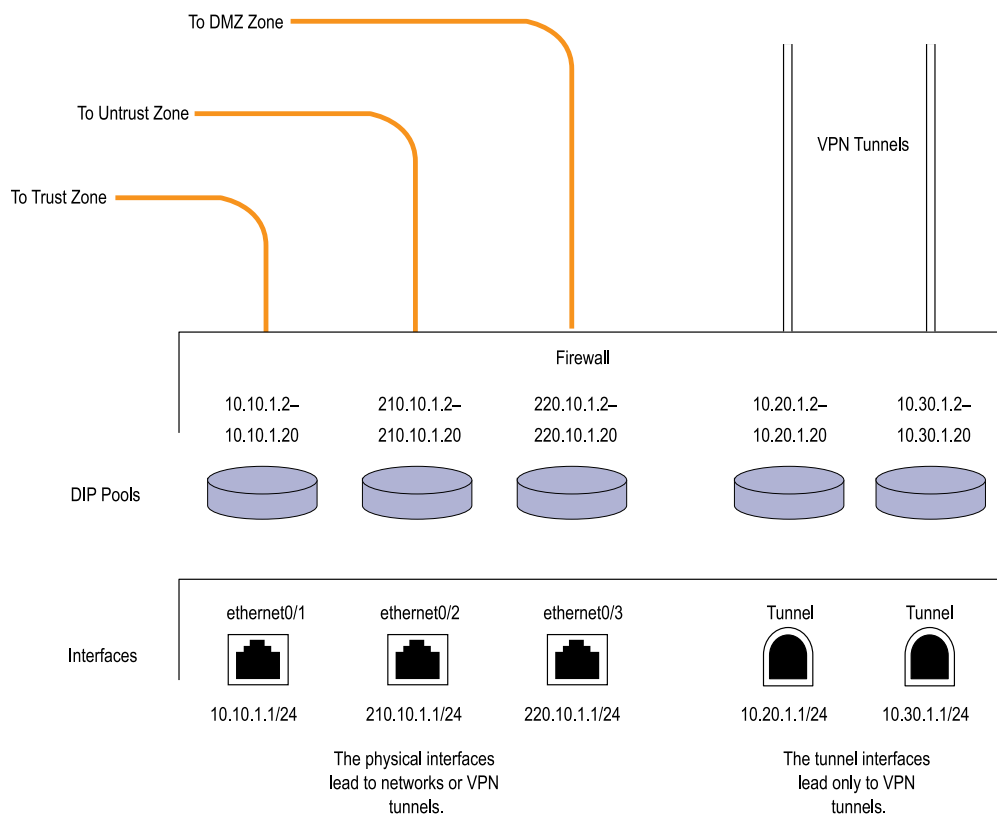 To DMZ Zone
To Untrust Zone
VPN Tunnels
To Trust Zone
Firewall
10.10.1.2–
10.10.1.20
210.10.1.2–
210.10.1.20
220.10.1.2–
220.10.1.20
10.20.1.2–
10.20.1.20
10.30.1.2–
10.30.1.20
DIP Pools
ethernet0/1
ethernet0/2
ethernet0/3
Tunnel
Tunnel
Interfaces
10.10.1.1/24
210.10.1.1/24
220.10.1.1/24
10.20.1.1/24
10.30.1.1/24
The physical interfaces
lead to networks or VPN
tunnels.
The tunnel interfaces
lead only to VPN
tunnels.